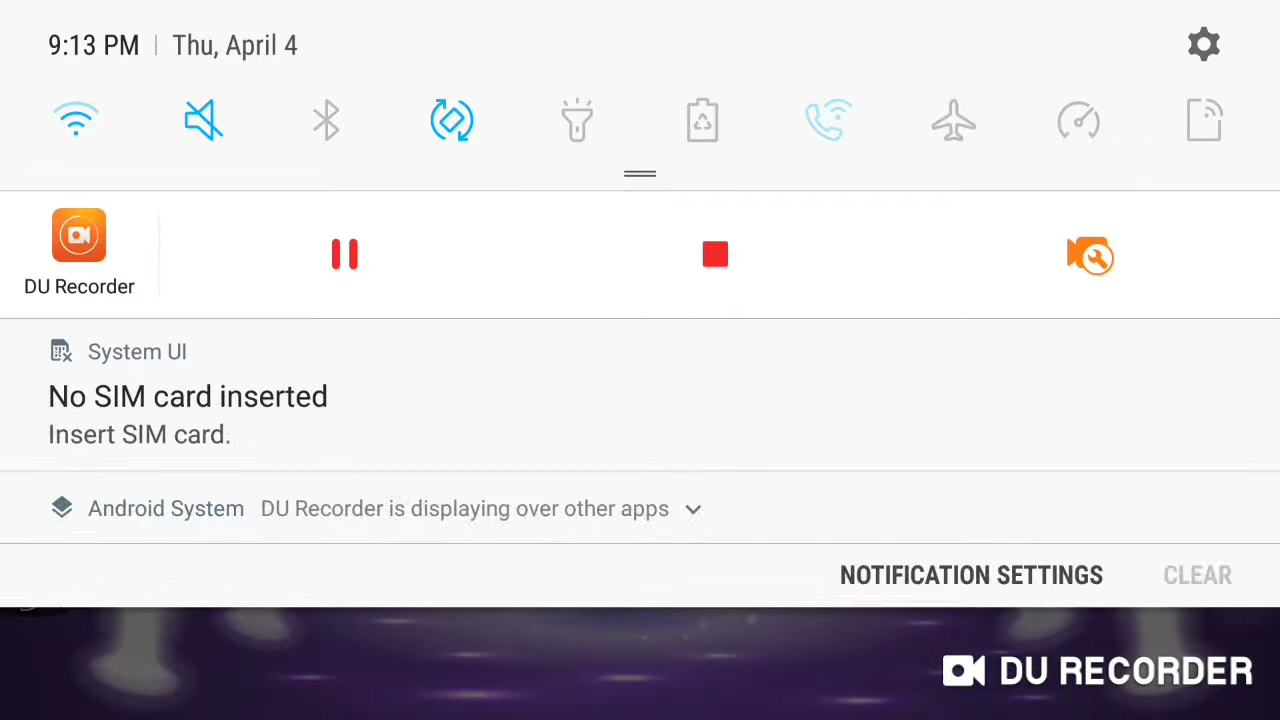 9:13 PM | Thu, April 4
DU Recorder
System UI
No SIM card inserted
Insert SIM card.
Android System DU Recorder is displaying over other apps
NOTIFICATION SETTINGS CLEAR
DU RECORDER